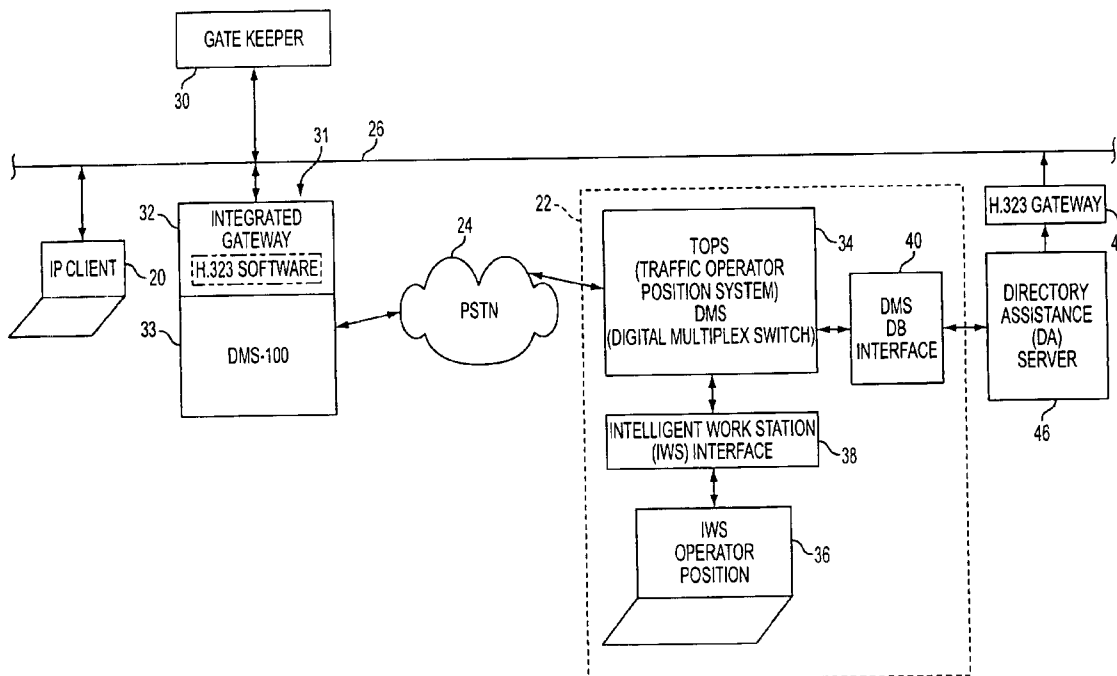 GATE KEEPER
30
26
31
32
INTEGRATED
GATEWAY
H.323 SOFTWARE
33
DMS-100
IP CLIENT
20
24
PSTN
22
TOPS
(TRAFFIC OPERATOR
POSITION SYSTEM)
DMS
(DIGITAL MULTIPLEX SWITCH)
34
40
DMS
DB
INTERFACE
H.323 GATEWAY
DIRECTORY
ASSISTANCE
(DA)
SERVER
46
INTELLIGENT WORK STATION
(IWS) INTERFACE
38
IWS
OPERATOR
POSITION
36